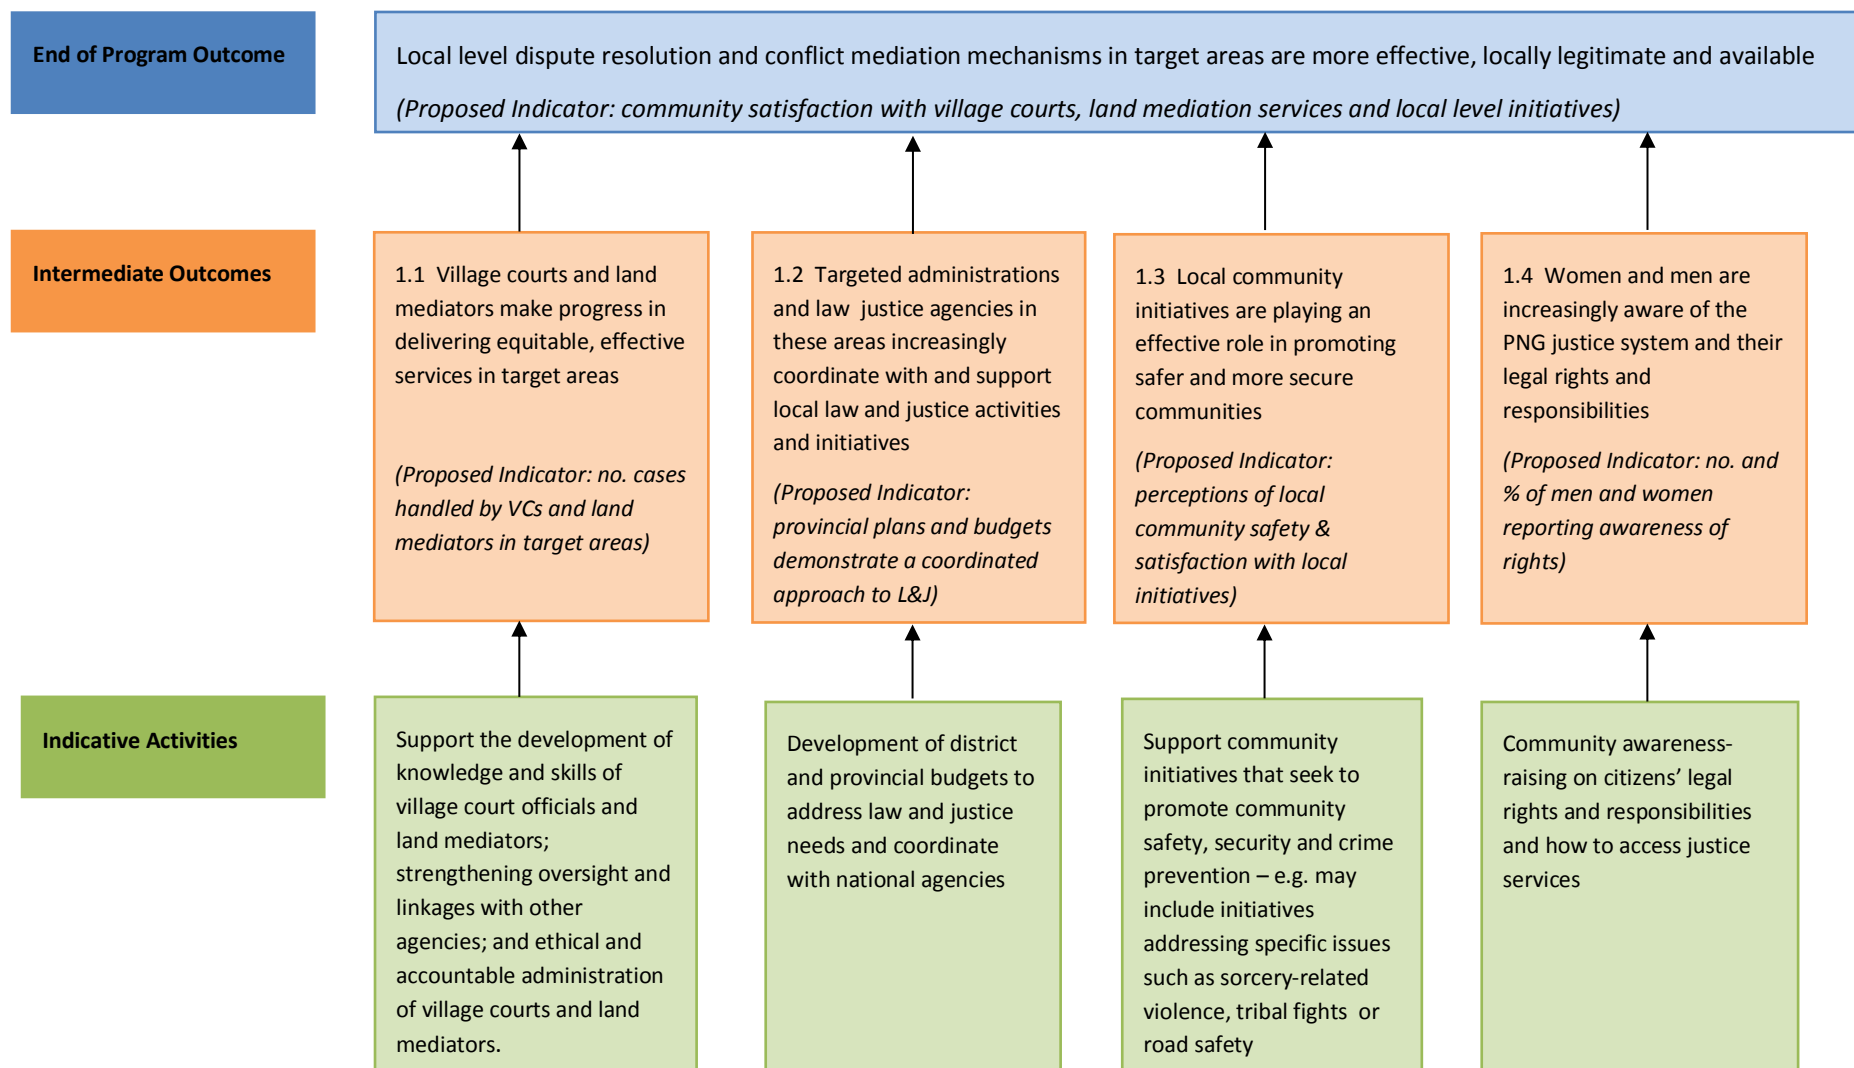 End of Program Outcome
Local level dispute resolution and conflict mediation mechanisms in target areas are more effective, locally legitimate and available
(Proposed Indicator: community satisfaction with village courts, land mediation services and local level initiatives)
Intermediate Outcomes
1.1 Village courts and land
mediators make progress in
delivering equitable, effective
services in target areas
(Proposed Indicator: no. cases
handled by VCs and land
mediators in target areas)
1.2 Targeted administrations
and law justice agencies in
these areas increasingly
coordinate with and support
local law and justice activities
and initiatives
(Proposed Indicator:
provincial plans and budgets
demonstrate a coordinated
approach to L&J)
1.3 Local community
initiatives are playing an
effective role in promoting
safer and more secure
communities
(Proposed Indicator:
perceptions of local
community safety &
satisfaction with local
initiatives)
1.4 Women and men are
increasingly aware of the
PNG justice system and their
legal rights and
responsibilities
(Proposed Indicator: no. and
% of men and women
reporting awareness of
rights)
Indicative Activities
Support the development of
knowledge and skills of
village court officials and
land mediators;
strengthening oversight and
linkages with other
agencies; and ethical and
accountable administration
of village courts and land
mediators.
Development of district
and provincial budgets to
address law and justice
needs and coordinate
with national agencies
Support community
initiatives that seek to
promote community
safety, security and crime
prevention – e.g. may
include initiatives
addressing specific issues
such as sorcery-related
violence, tribal fights or
road safety
Community awareness-
raising on citizens’ legal
rights and responsibilities
and how to access justice
services